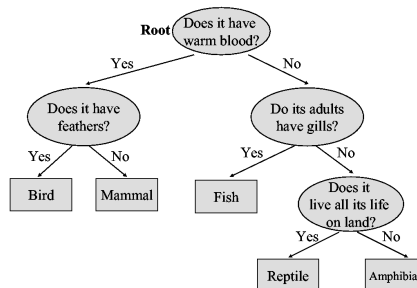 Root
Does it have
warm blood?
Yes
No
Does it have
feathers?
Do its adults
have gills?
Yes
No
Yes
No
Bird
Mammal
Fish
Does it
live all its life
on land?
Yes
No
Reptile
Amphibia